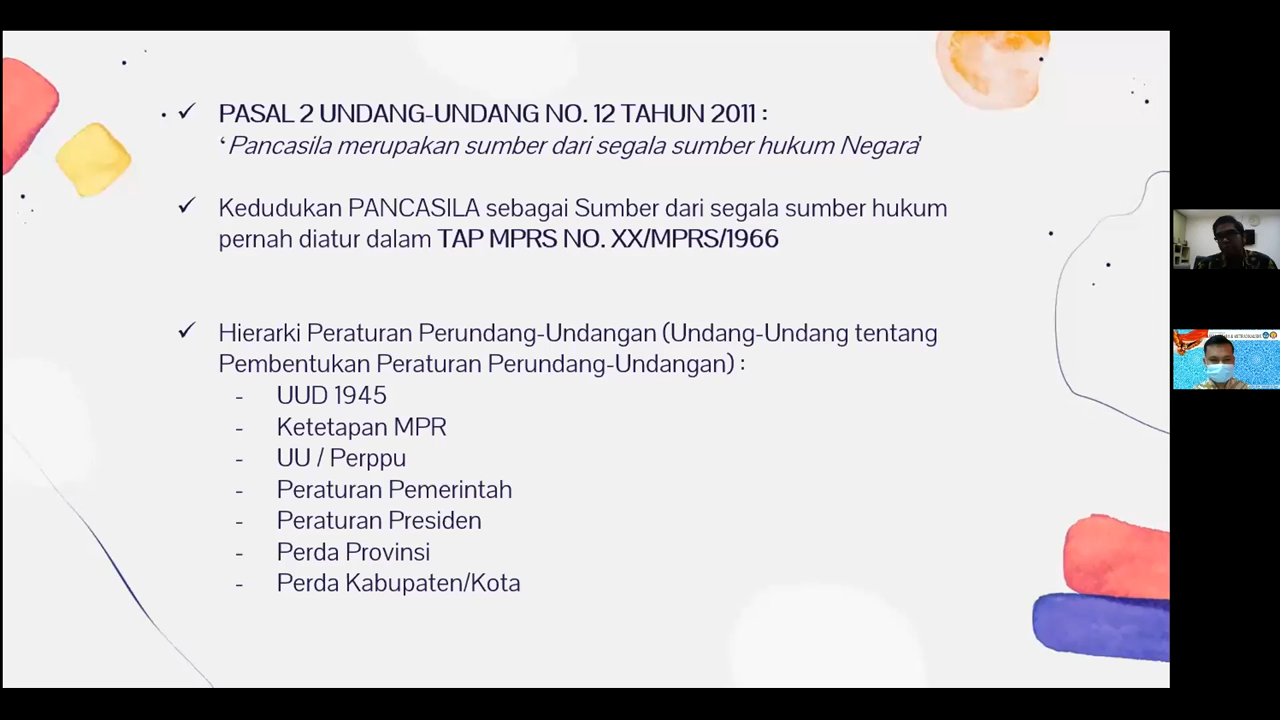 PASAL 2 UNDANG-UNDANG NO. 12 TAHUN 2011 :
‘ Pancasila merupakan sumber dari segala sumber hukum Negara’
Kedudukan PANCASILA sebagai Sumber dari segala sumber hukum
pernah diatur dalam TAP MPRS NO. XX/MPRS/1966
Hierarki Peraturan Perundang-Undangan (Undang-Undang tentang
Pembentukan Peraturan Perundang-Undangan) :
- UUD 1945
- Ketetapan MPR
- UU / Perppu
- Peraturan Pemerintah
- Peraturan Presiden
- Perda Provinsi
- Perda Kabupaten/Kota